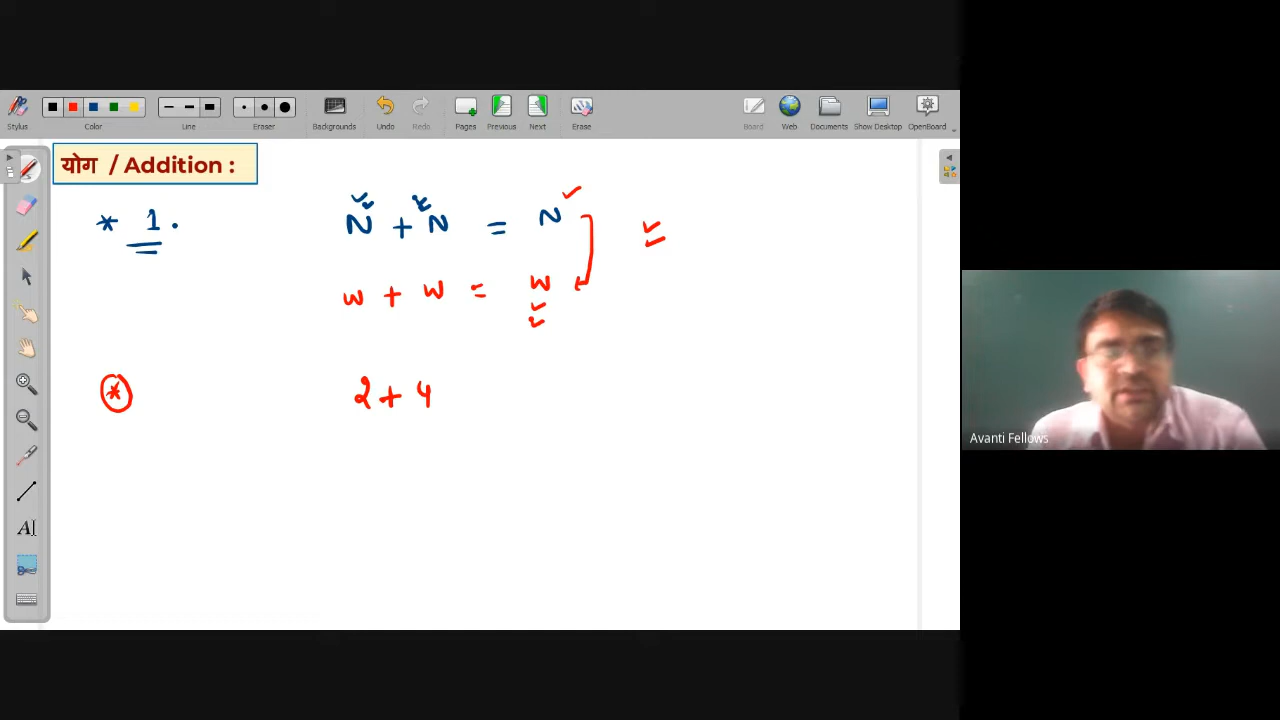 Stylus Color Line Eraser Backgrounds Undo Redo Pages Previous Next Erase Board Web Documents Show Desktop OpenBoard
योग / Addition :
* 1. N + N = N
W + W = W
* 2 + 4
Avanti Fellows